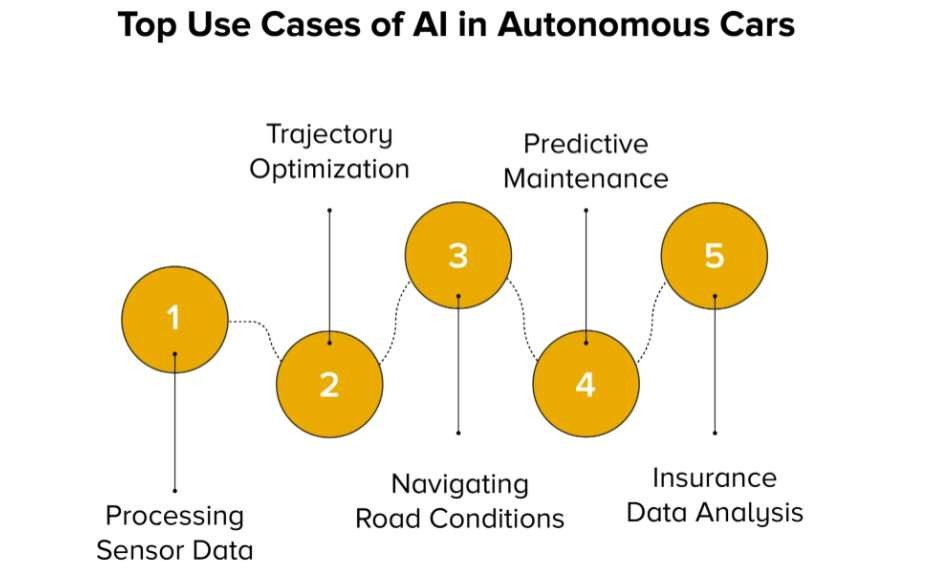 Top Use Cases of AI in Autonomous Cars
1
Processing
Sensor Data
2
Trajectory
Optimization
3
Navigating
Road Conditions
4
Predictive
Maintenance
5
Insurance
Data Analysis